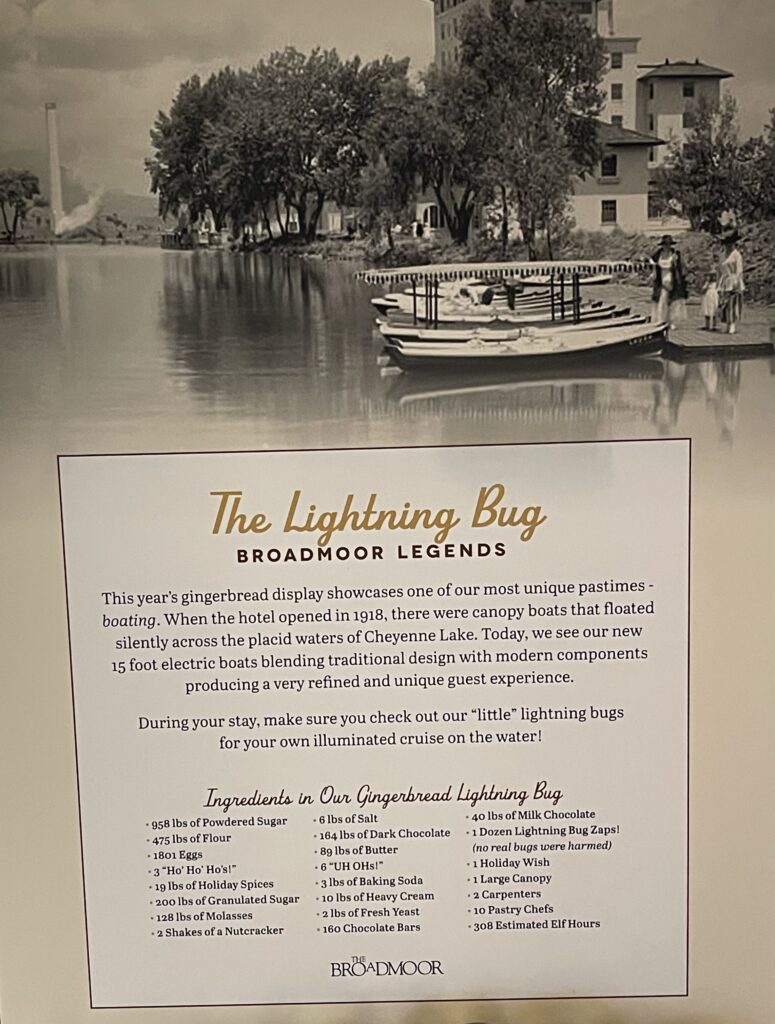 The Lightning Bug
BROADMOOR LEGENDS
This year's gingerbread display showcases one of our most unique pastimes -
boating. When the hotel opened in 1918, there were canopy boats that floated
silently across the placid waters of Cheyenne Lake. Today, we see our new
15 foot electric boats blending traditional design with modern components
producing a very refined and unique guest experience.
During your stay, make sure you check out our "little" lightning bugs
for your own illuminated cruise on the water!
Ingredients in Our Gingerbread Lightning Bug
• 958 lbs of Powdered Sugar
• 475 lbs of Flour
• 1801 Eggs
• 3 "Ho' Ho' Ho's!"
• 19 lbs of Holiday Spices
• 200 lbs of Granulated Sugar
• 128 lbs of Molasses
• 2 Shakes of a Nutcracker
• 6 lbs of Salt
• 164 lbs of Dark Chocolate
• 89 lbs of Butter
• 6 "UH OHs!"
• 3 lbs of Baking Soda
• 10 lbs of Heavy Cream
• 2 lbs of Fresh Yeast
• 160 Chocolate Bars
• 40 lbs of Milk Chocolate
• 1 Dozen Lightning Bug Zaps!
(no real bugs were harmed)
• 1 Holiday Wish
• 1 Large Canopy
• 2 Carpenters
• 10 Pastry Chefs
• 308 Estimated Elf Hours
THE
BROADMOOR